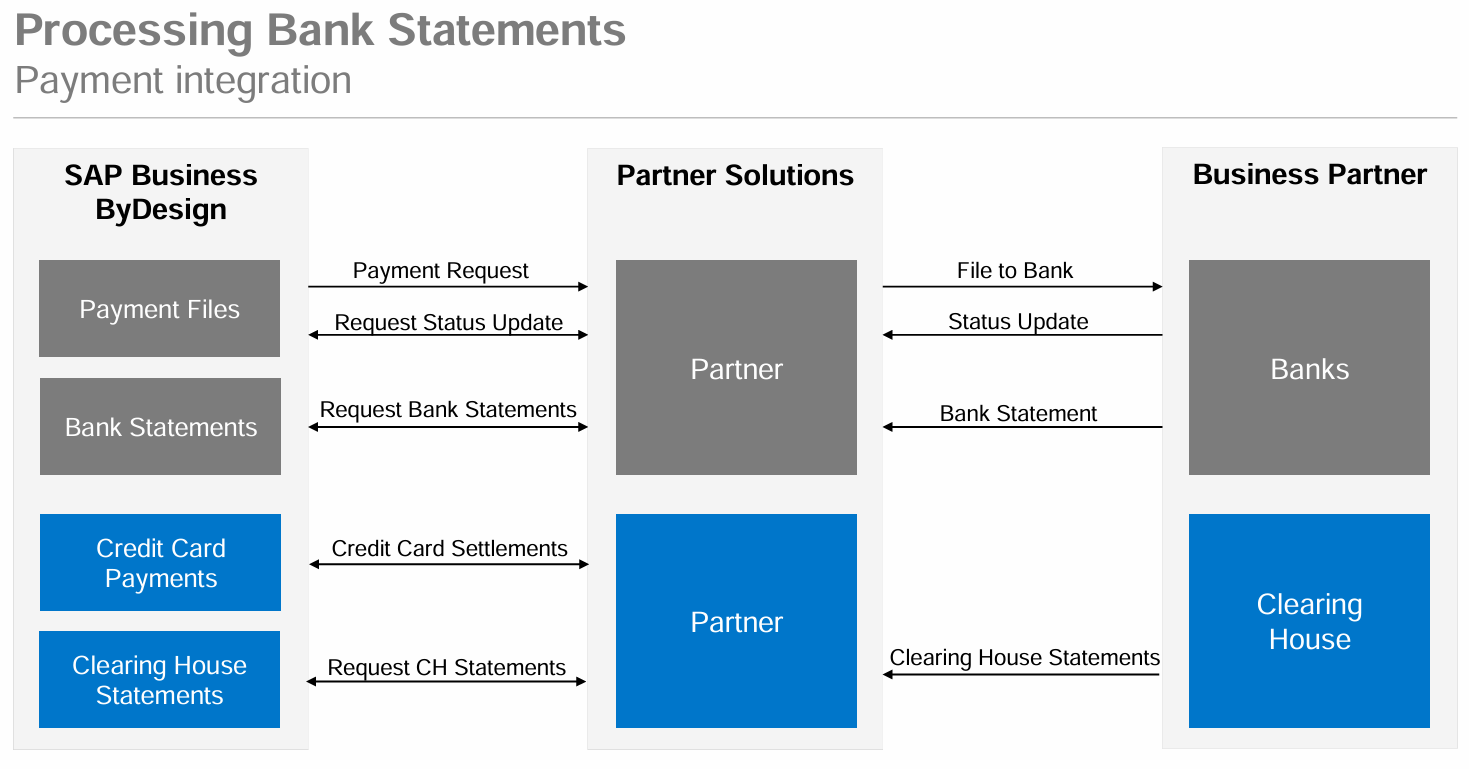 Processing Bank Statements
Payment integration
SAP Business
ByDesign
Partner Solutions
Business Partner
Payment Files
Payment Request
Request Status Update
Partner
File to Bank
Status Update
Banks
Bank Statements
Request Bank Statements
Bank Statement
Credit Card
Payments
Credit Card Settlements
Partner
Clearing
House
Clearing House
Statements
Request CH Statements
Clearing House Statements